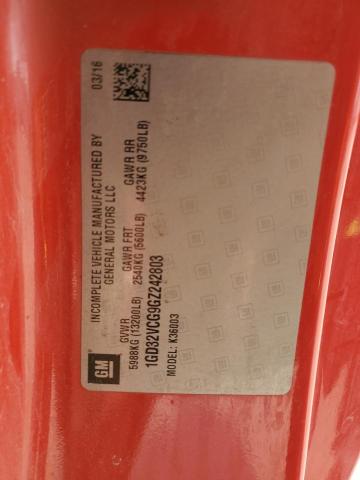 GM
INCOMPLETE VEHICLE MANUFACTURED BY
GENERAL MOTORS LLC
03/16
GVWR GAWR FRT GAWR RR
5988KG (13200LB) 2540KG (5600LB) 4423KG (9750LB)
1GD32VCG9GZ242803
MODEL: K36003